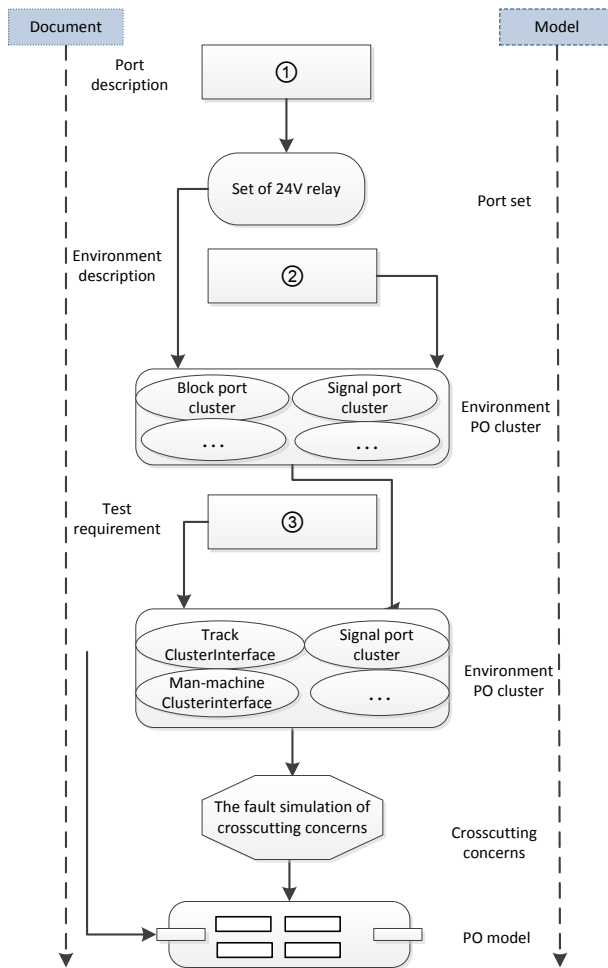 Document
Model
Port
description
①
Set of 24V relay
Port set
Environment
description
②
Block port
cluster
Signal port
cluster
...
...
Environment
PO cluster
Test
requirement
③
Track
ClusterInterface
Signal port
cluster
Man-machine
Clusterinterface
...
Environment
PO cluster
The fault simulation of
crosscutting concerns
Crosscutting
concerns
PO model